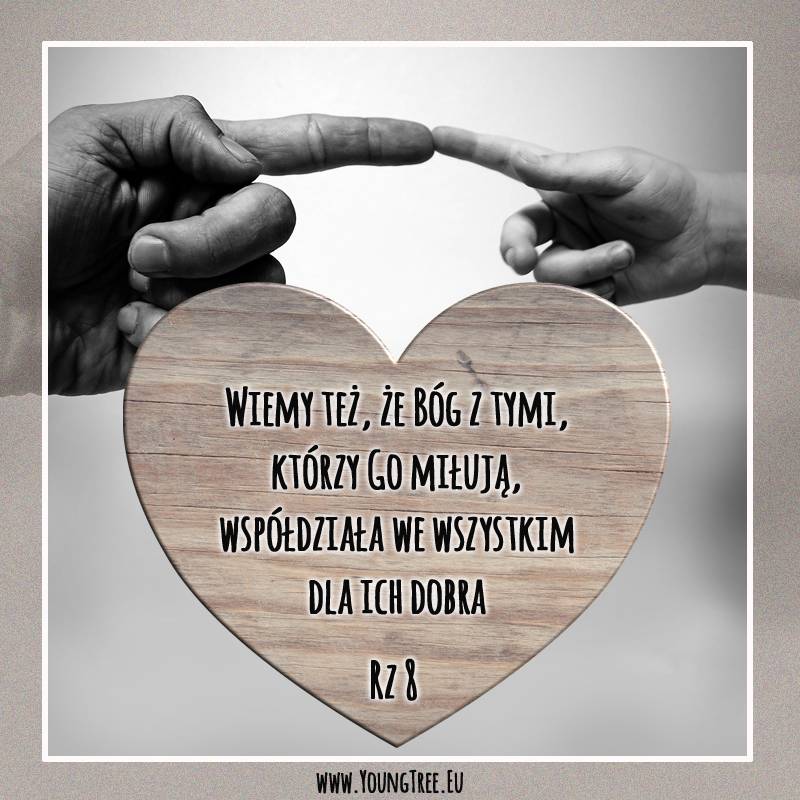 Wiemy też, że Bóg z tymi,
którzy Go miłują,
współdziała we wszystkim
dla ich dobra
Rz 8
www.YoungTree.Eu